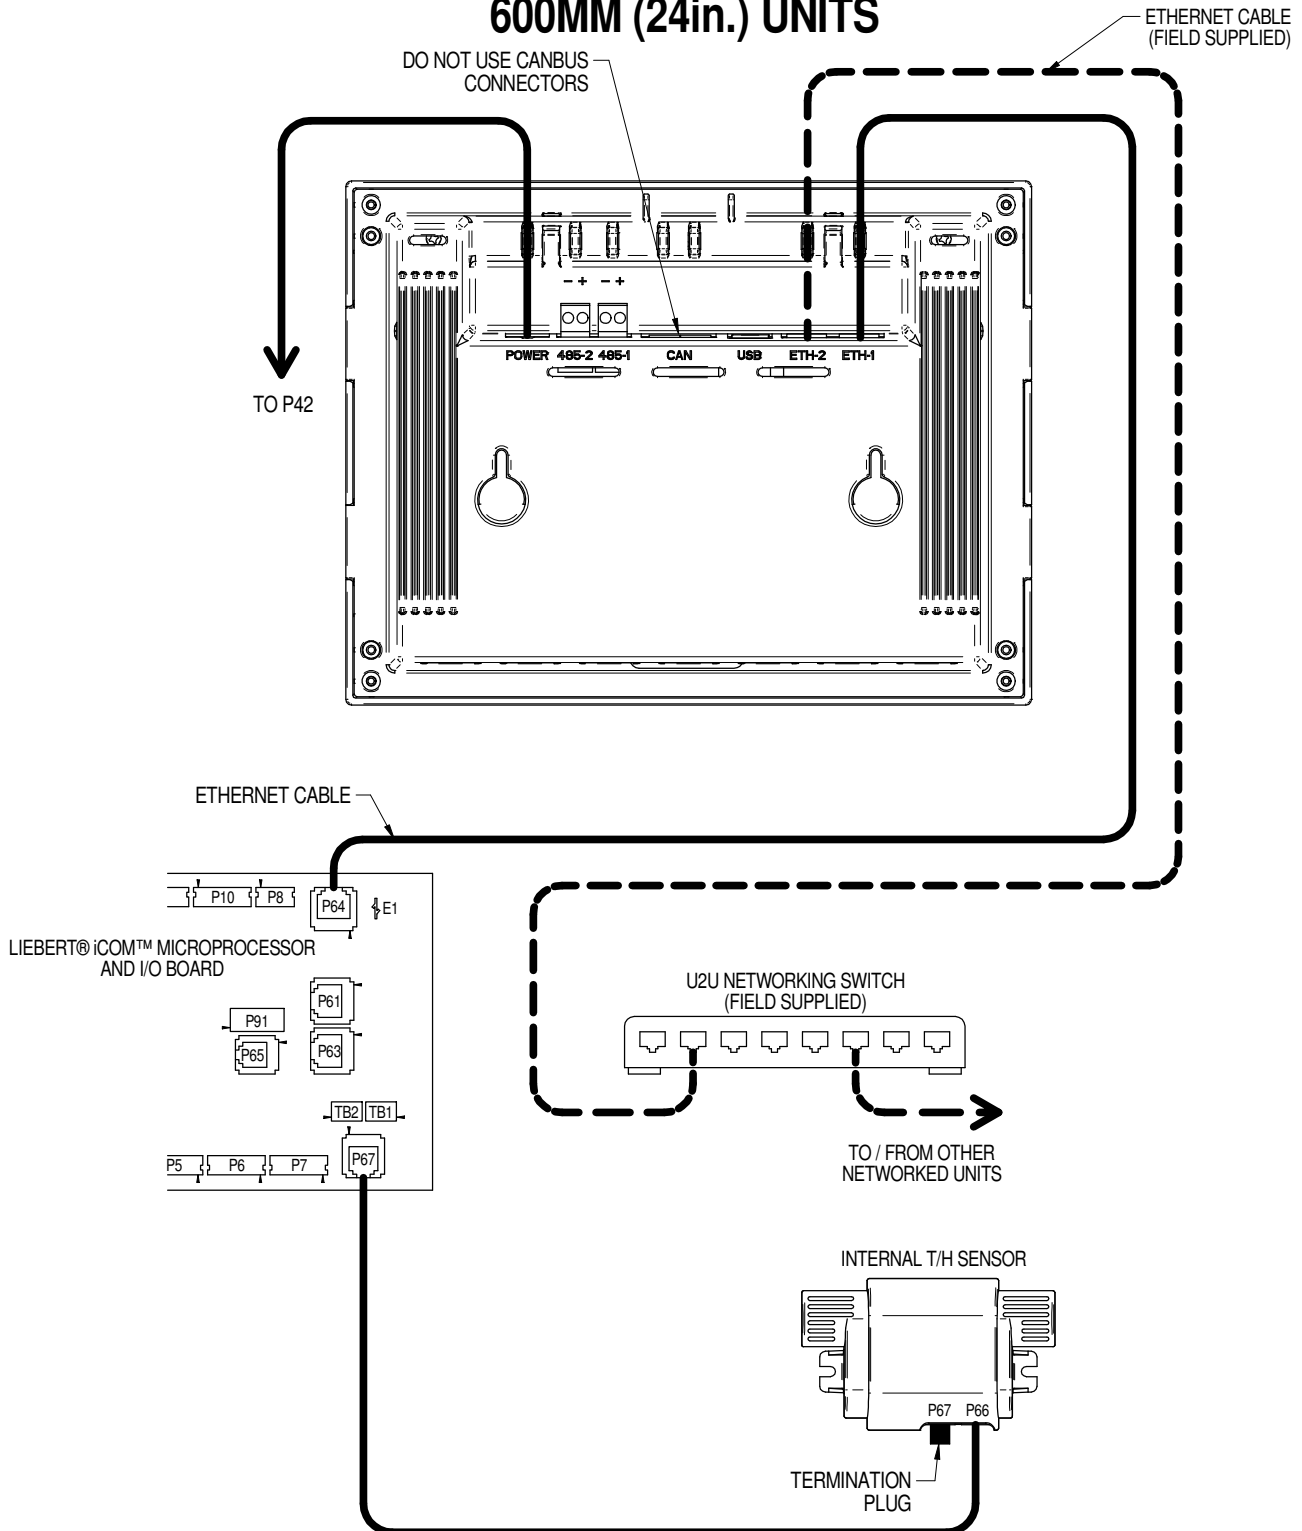 600MM (24in.) UNITS
ETHERNET CABLE
(FIELD SUPPLIED)
DO NOT USE CANBUS
CONNECTORS
- + - +
POWER 485-2 485-1 CAN USB ETH-2 ETH-1
TO P42
ETHERNET CABLE
P10 P8 P64 E1
LIEBERT® iCOM™ MICROPROCESSOR
AND I/O BOARD
P61
P91
P65 P63
TB2 TB1
P5 P6 P7 P67
U2U NETWORKING SWITCH
(FIELD SUPPLIED)
TO / FROM OTHER
NETWORKED UNITS
INTERNAL T/H SENSOR
P67 P66
TERMINATION
PLUG